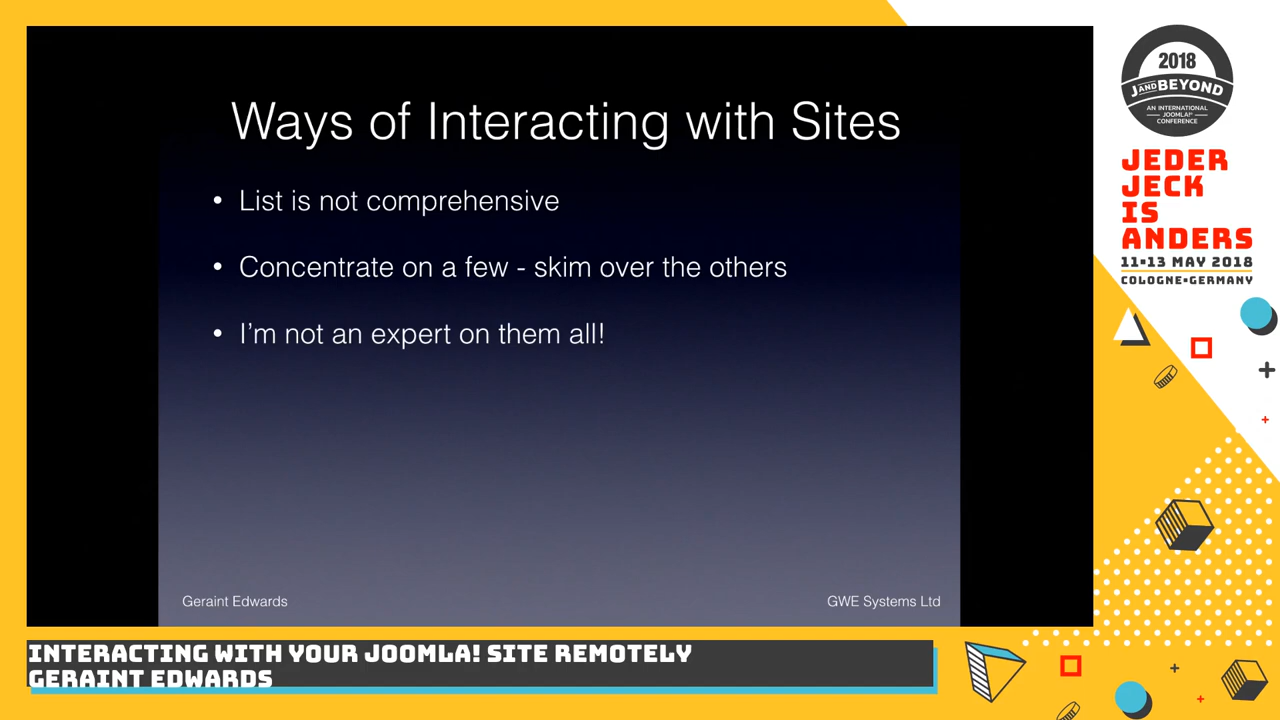 Ways of Interacting with Sites
• List is not comprehensive
• Concentrate on a few - skim over the others
• I'm not an expert on them all!
Geraint Edwards
GWE Systems Ltd
2018
J AND BEYOND
AN INTERNATIONAL
JOOMLA!®
CONFERENCE
JEDER
JECK
IS
ANDERS
11-13 MAY 2018
COLOGNE•GERMANY
INTERACTING WITH YOUR JOOMLA! SITE REMOTELY
GERAINT EDWARDS